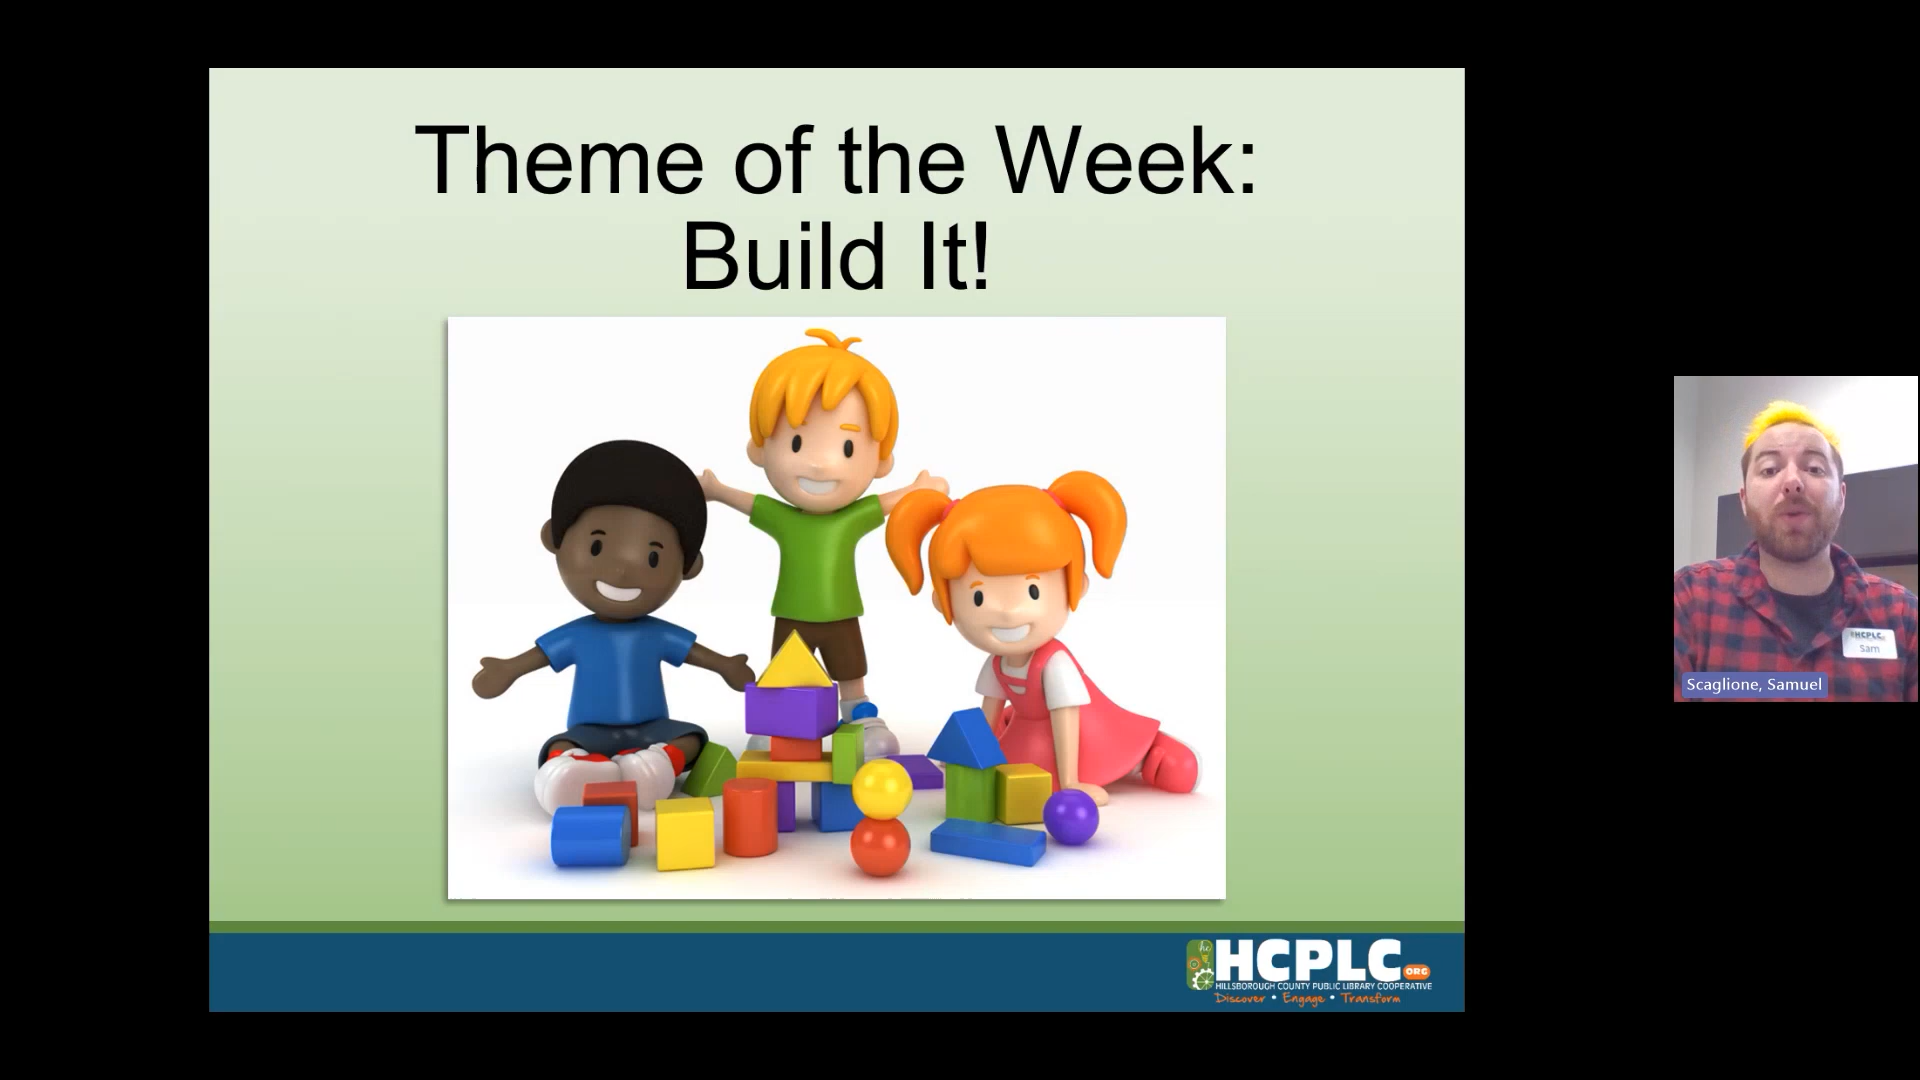 Theme of the Week:
Build It!
HCPLC
Sam
Scaglione, Samuel
hc
HCPLC ORG
HILLSBOROUGH COUNTY PUBLIC LIBRARY COOPERATIVE
Discover • Engage • Transform